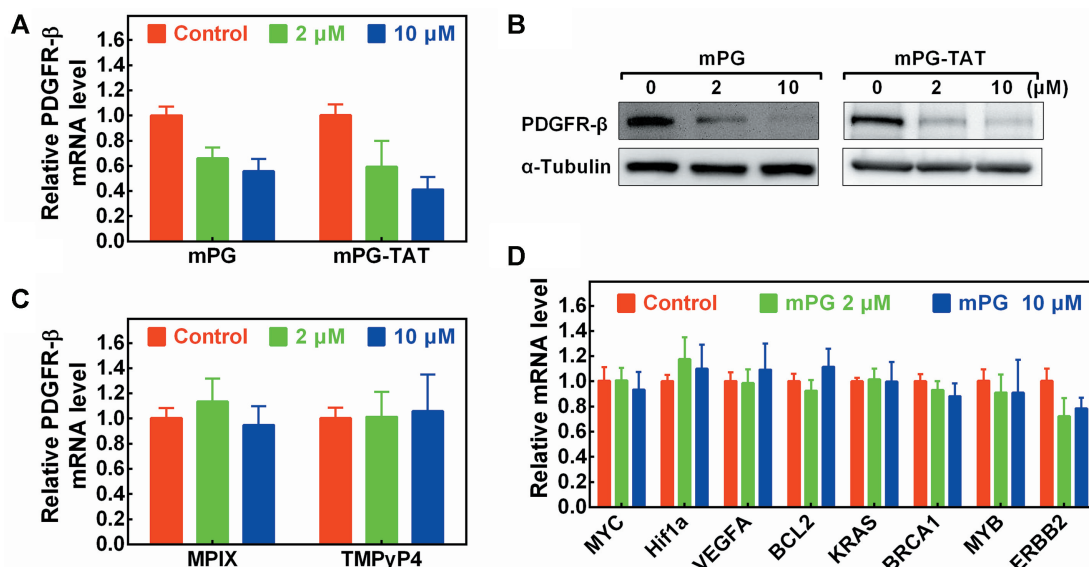 A
Relative PDGFR-β
mRNA level
1.6
1.4
1.2
1.0
0.8
0.6
0.4
0.2
0.0
Control 2 µM 10 µM
mPG mPG-TAT
B
mPG mPG-TAT
0 2 10 0 2 10 (µM)
PDGFR-β
α-Tubulin
C
Relative PDGFR-β
mRNA level
1.6
1.4
1.2
1.0
0.8
0.6
0.4
0.2
0.0
Control 2 µM 10 µM
MPIX TMPyP4
D
Relative mRNA level
1.6
1.4
1.2
1.0
0.8
0.6
0.4
0.2
0.0
Control mPG 2 µM mPG 10 µM
MYC Hif1a VEGFA BCL2 KRAS BRCA1 MYB ERBB2